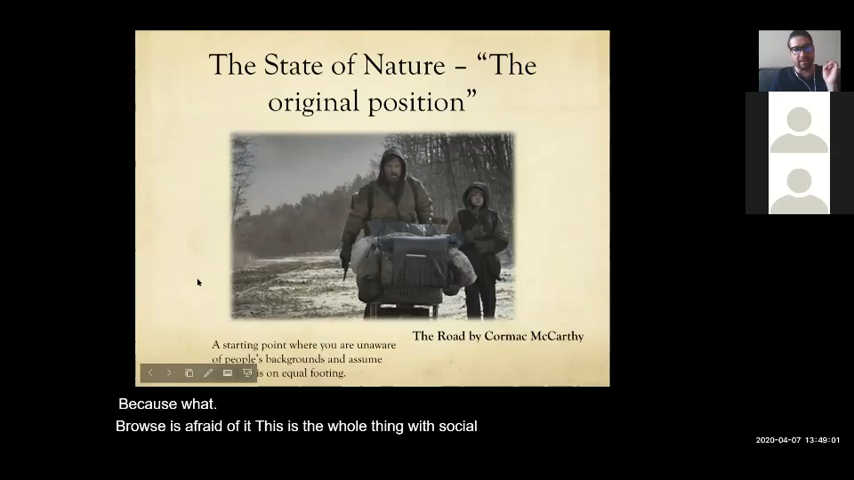 The State of Nature – “The
original position”
The Road by Cormac McCarthy
A starting point where you are unaware
of people’s backgrounds and assume
is on equal footing.
Because what.
Browse is afraid of it This is the whole thing with social
2020-04-07 13:49:01